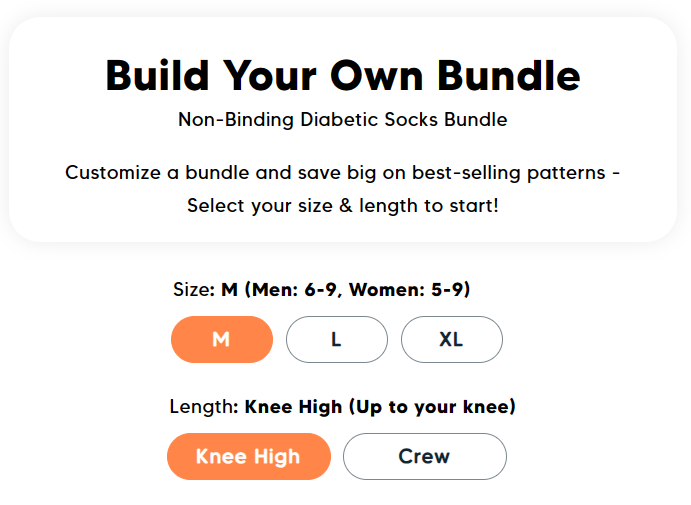 Build Your Own Bundle
Non-Binding Diabetic Socks Bundle
Customize a bundle and save big on best-selling patterns -
Select your size & length to start!
Size: M (Men: 6-9, Women: 5-9)
M L XL
Length: Knee High (Up to your knee)
Knee High Crew